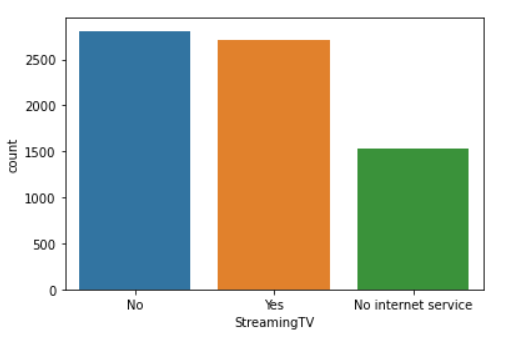 2500
2000
1500
1000
500
0
count
No Yes No internet service
StreamingTV